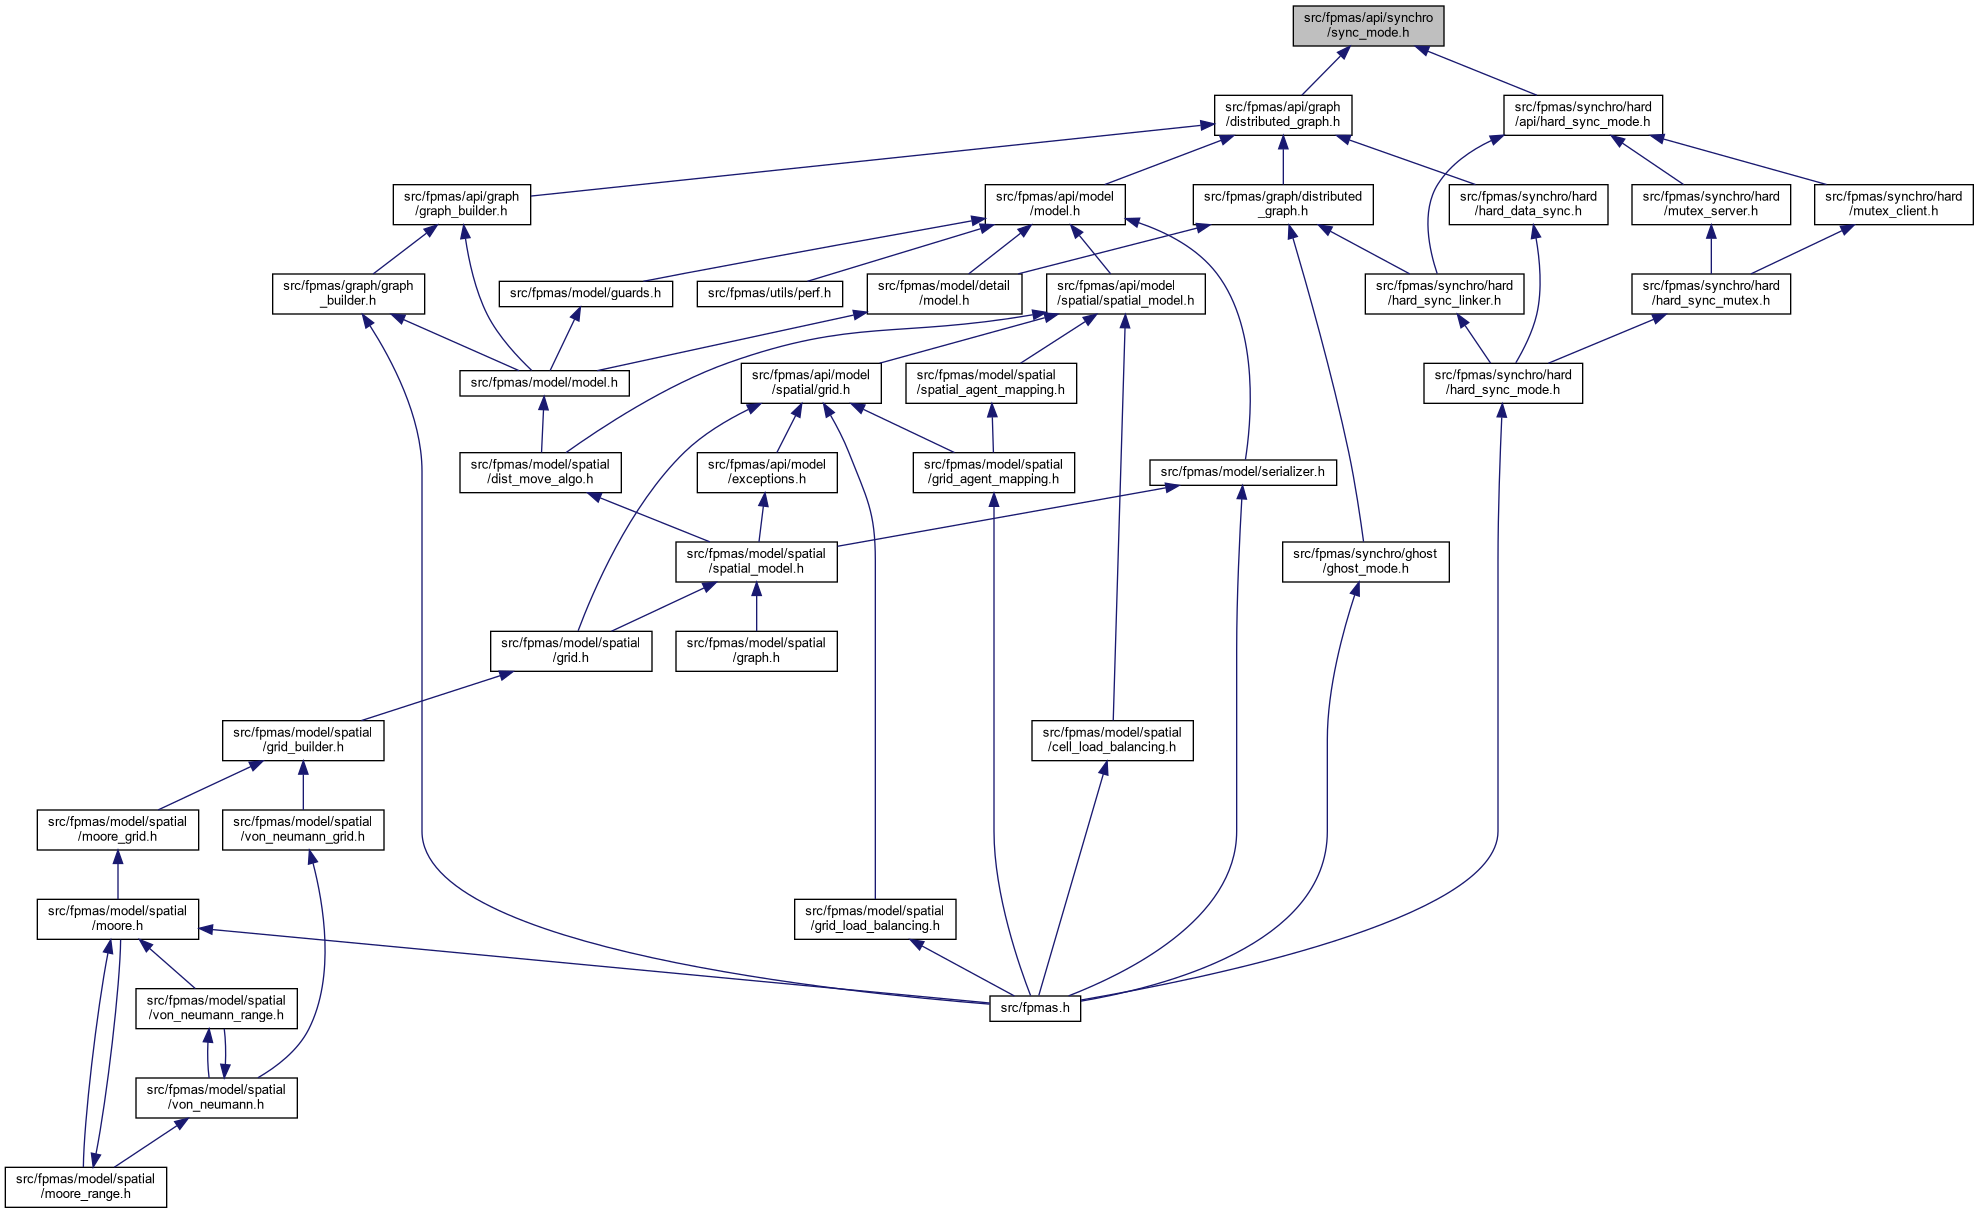 src/fpmas/api/synchro
/sync_mode.h
src/fpmas/api/graph
/distributed_graph.h
src/fpmas/synchro/hard
/api/hard_sync_mode.h
src/fpmas/api/graph
/graph_builder.h
src/fpmas/api/model
/model.h
src/fpmas/graph/distributed
_graph.h
src/fpmas/synchro/hard
/hard_data_sync.h
src/fpmas/synchro/hard
/mutex_server.h
src/fpmas/synchro/hard
/mutex_client.h
src/fpmas/graph/graph
_builder.h
src/fpmas/model/guards.h
src/fpmas/utils/perf.h
src/fpmas/model/detail
/model.h
src/fpmas/api/model
/spatial/spatial_model.h
src/fpmas/synchro/hard
/hard_sync_linker.h
src/fpmas/synchro/hard
/hard_sync_mutex.h
src/fpmas/model/model.h
src/fpmas/api/model
/spatial/grid.h
src/fpmas/model/spatial
/spatial_agent_mapping.h
src/fpmas/synchro/hard
/hard_sync_mode.h
src/fpmas/model/spatial
/dist_move_algo.h
src/fpmas/api/model
/exceptions.h
src/fpmas/model/spatial
/grid_agent_mapping.h
src/fpmas/model/serializer.h
src/fpmas/model/spatial
/spatial_model.h
src/fpmas/synchro/ghost
/ghost_mode.h
src/fpmas/model/spatial
/grid.h
src/fpmas/model/spatial
/graph.h
src/fpmas/model/spatial
/grid_builder.h
src/fpmas/model/spatial
/cell_load_balancing.h
src/fpmas/model/spatial
/moore_grid.h
src/fpmas/model/spatial
/von_neumann_grid.h
src/fpmas/model/spatial
/moore.h
src/fpmas/model/spatial
/grid_load_balancing.h
src/fpmas/model/spatial
/von_neumann_range.h
src/fpmas.h
src/fpmas/model/spatial
/von_neumann.h
src/fpmas/model/spatial
/moore_range.h